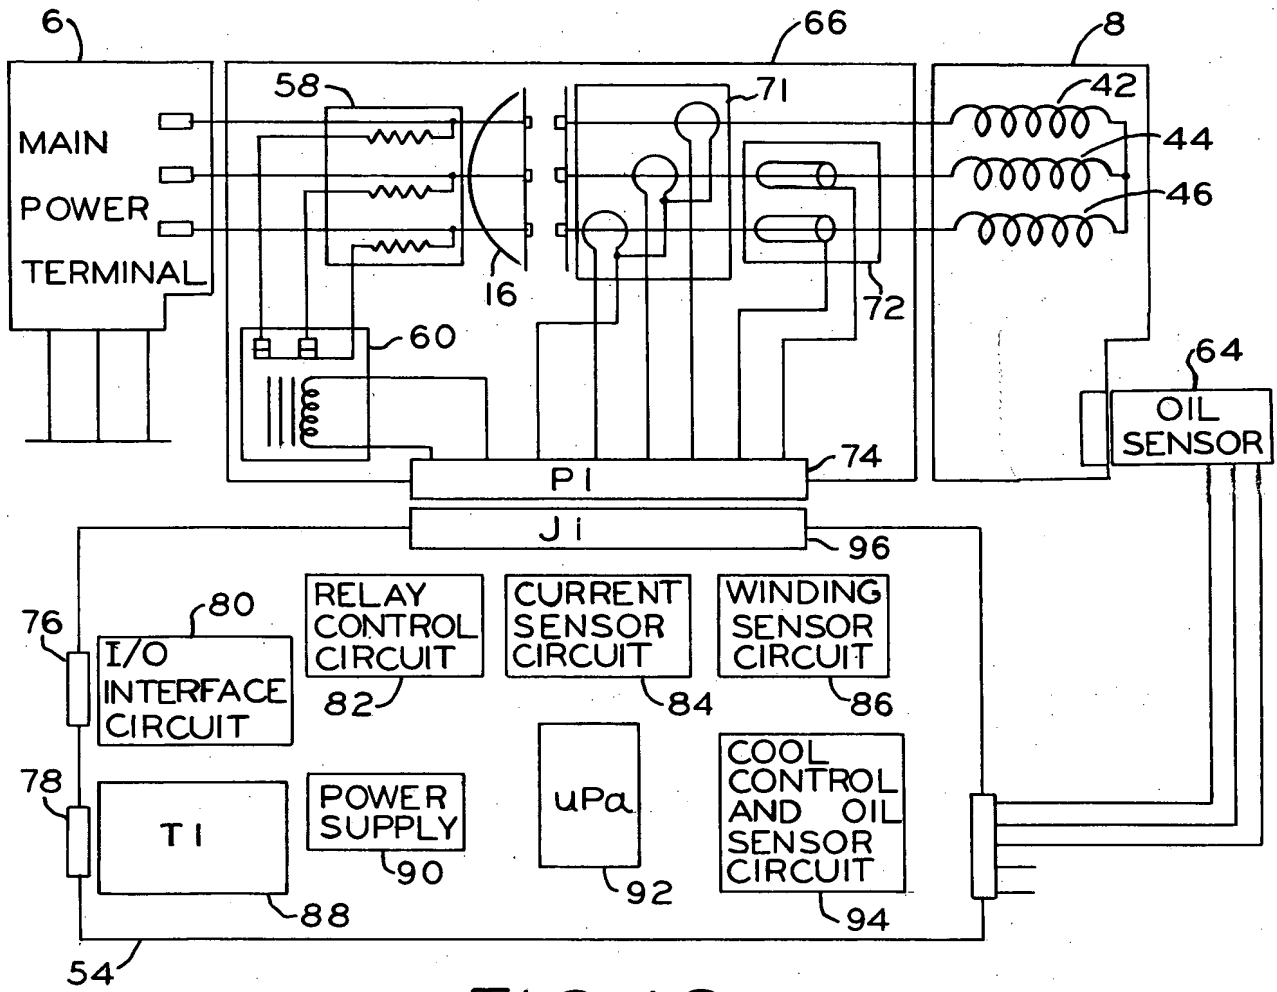 6
66
8
58
71
42
MAIN
44
POWER
46
TERMINAL
16
72
60
64
OIL
SENSOR
P1
74
J1
96
80
RELAY
CONTROL
CIRCUIT
CURRENT
SENSOR
CIRCUIT
WINDING
SENSOR
CIRCUIT
76
I/O
INTERFACE
CIRCUIT
82
84
86
78
T1
POWER
SUPPLY
uPa
COOL
CONTROL
AND OIL
SENSOR
CIRCUIT
90
92
88
94
54